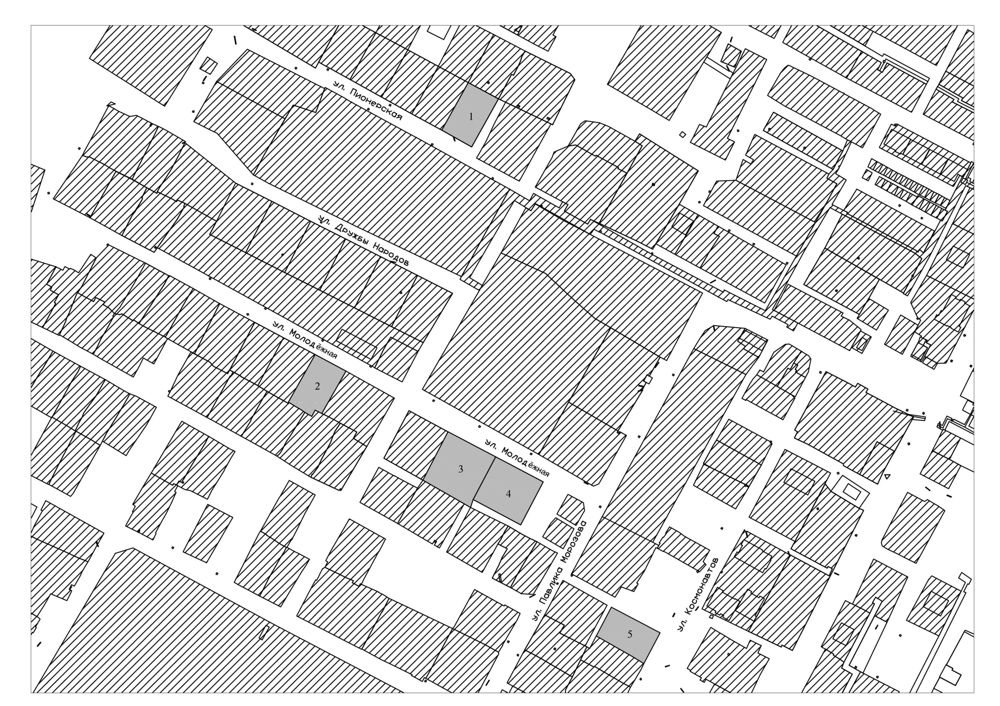 ул. Пионерская
1
ул. Дружбы Народов
ул. Молодёжная
2
ул. Молодёжная
3
4
ул. Павлика Морозова
ул. Космонавтов
5